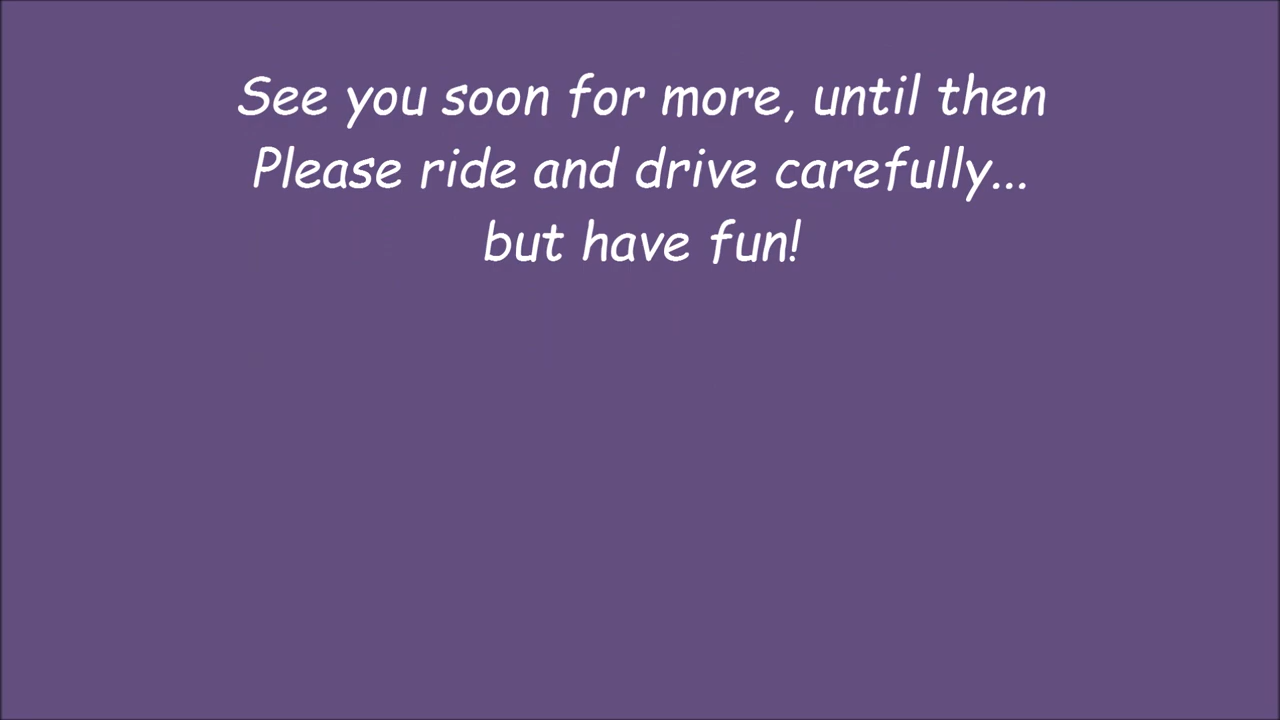 See you soon for more, until then
Please ride and drive carefully...
but have fun!